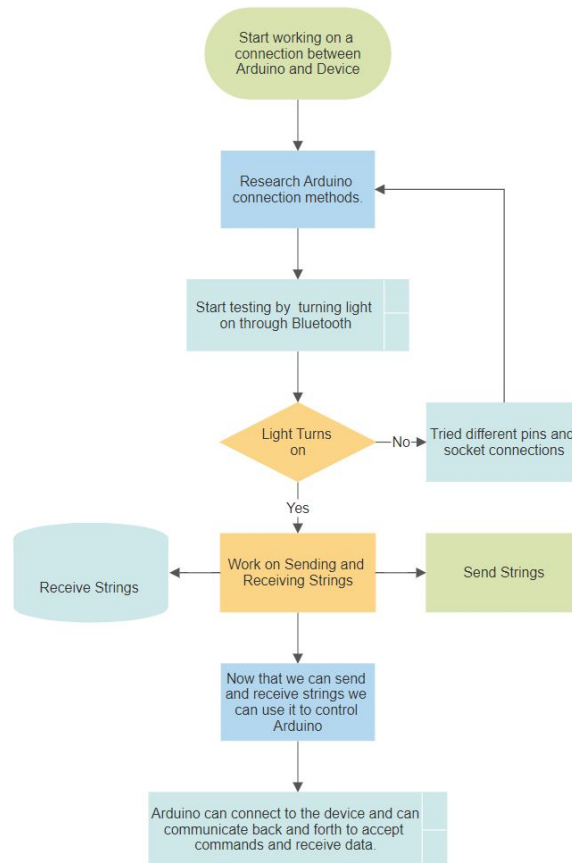 Start working on a
connection between
Arduino and Device
Research Arduino
connection methods.
Start testing by  turning light
on through Bluetooth
Light Turns
on
No
Tried different pins and
socket connections
Yes
Receive Strings
Work on Sending and
Receiving Strings
Send Strings
Now that we can send
and receive strings we
can use it to control
Arduino
Arduino can connect to the device and can
communicate back and forth to accept
commands and receive data.